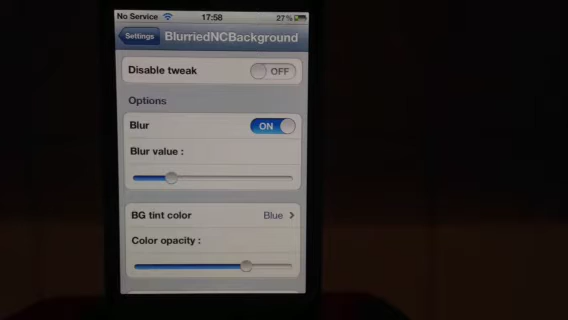 No Service 17:58 27%
Settings BlurriedNCBackground
Disable tweak OFF
Options
Blur ON
Blur value :
BG tint color Blue
Color opacity :